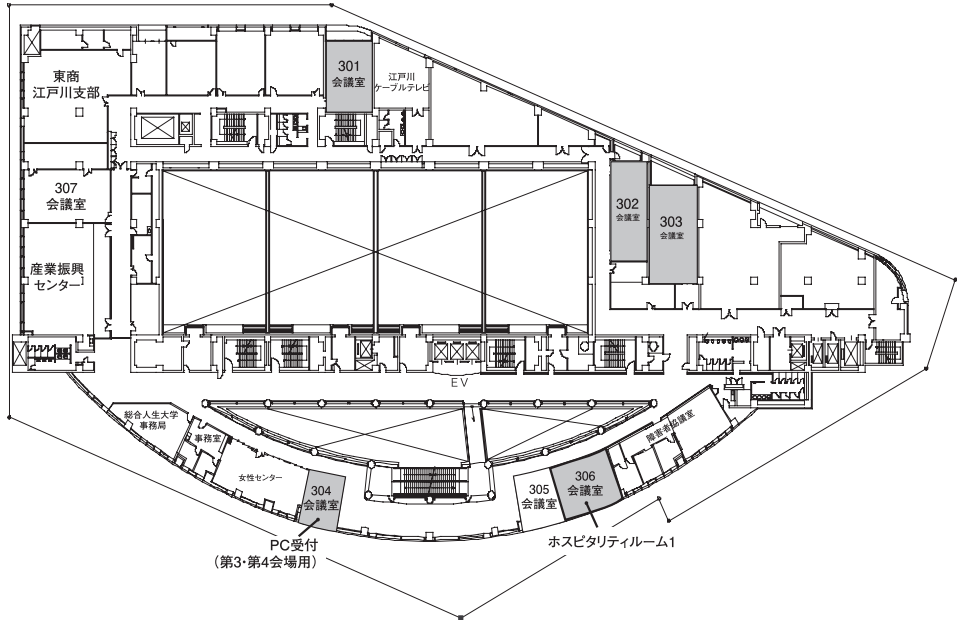 301
会議室
東商
江戸川支部
江戸川
ケーブルテレビ
307
会議室
302
会議室
303
会議室
産業振興
センター
EV
総合人生大学
事務局
事務室
女性センター
304
会議室
305
会議室
306
会議室
障害者協議室
PC受付
（第3・第4会場用）
ホスピタリティルーム1